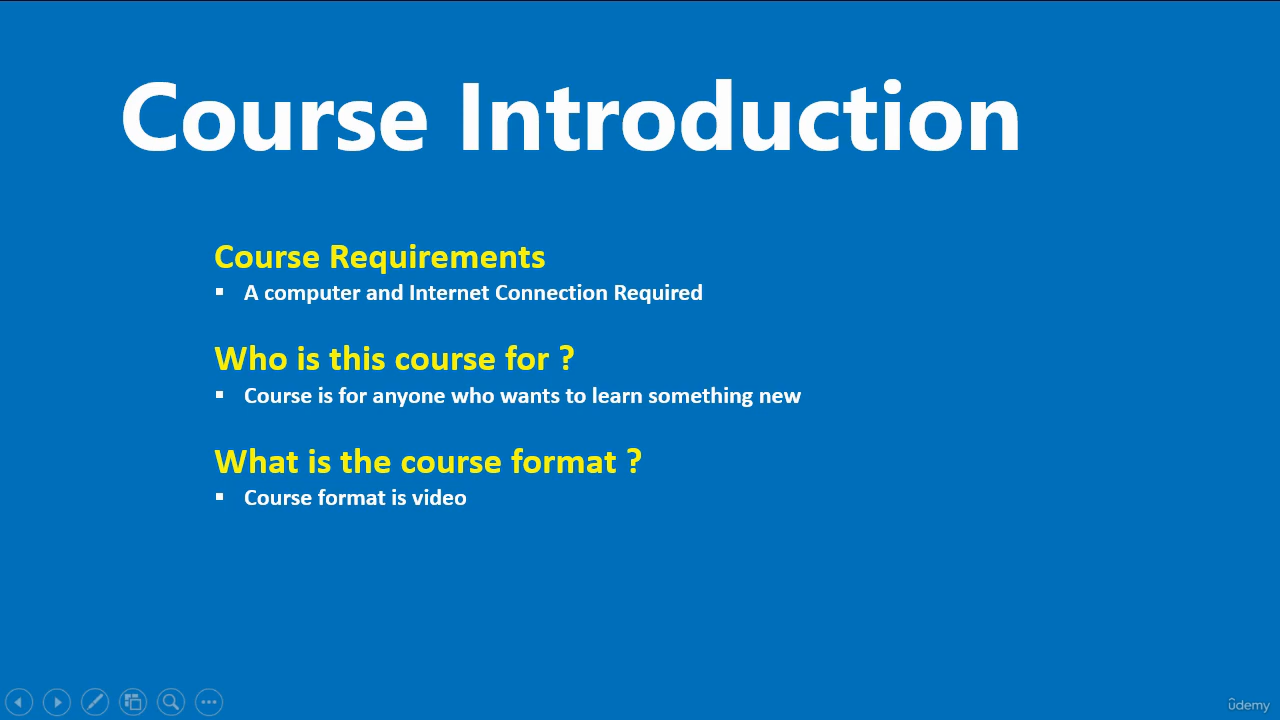 Course Introduction
Course Requirements
▪ A computer and Internet Connection Required
Who is this course for ?
▪ Course is for anyone who wants to learn something new
What is the course format ?
▪ Course format is video
ûdemy